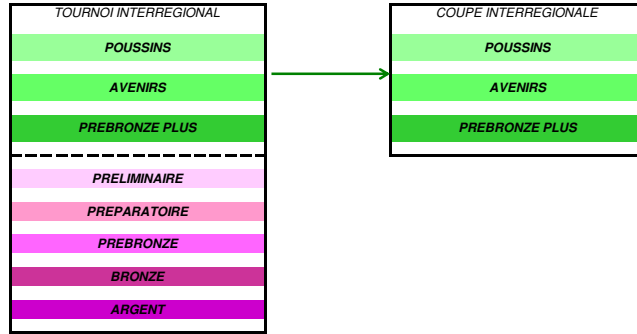 TOURNOI INTERREGIONAL
POUSSINS
AVENIRS
PREBRONZE PLUS
PRELIMINAIRE
PREPARATOIRE
PREBRONZE
BRONZE
ARGENT
COUPE INTERREGIONALE
POUSSINS
AVENIRS
PREBRONZE PLUS